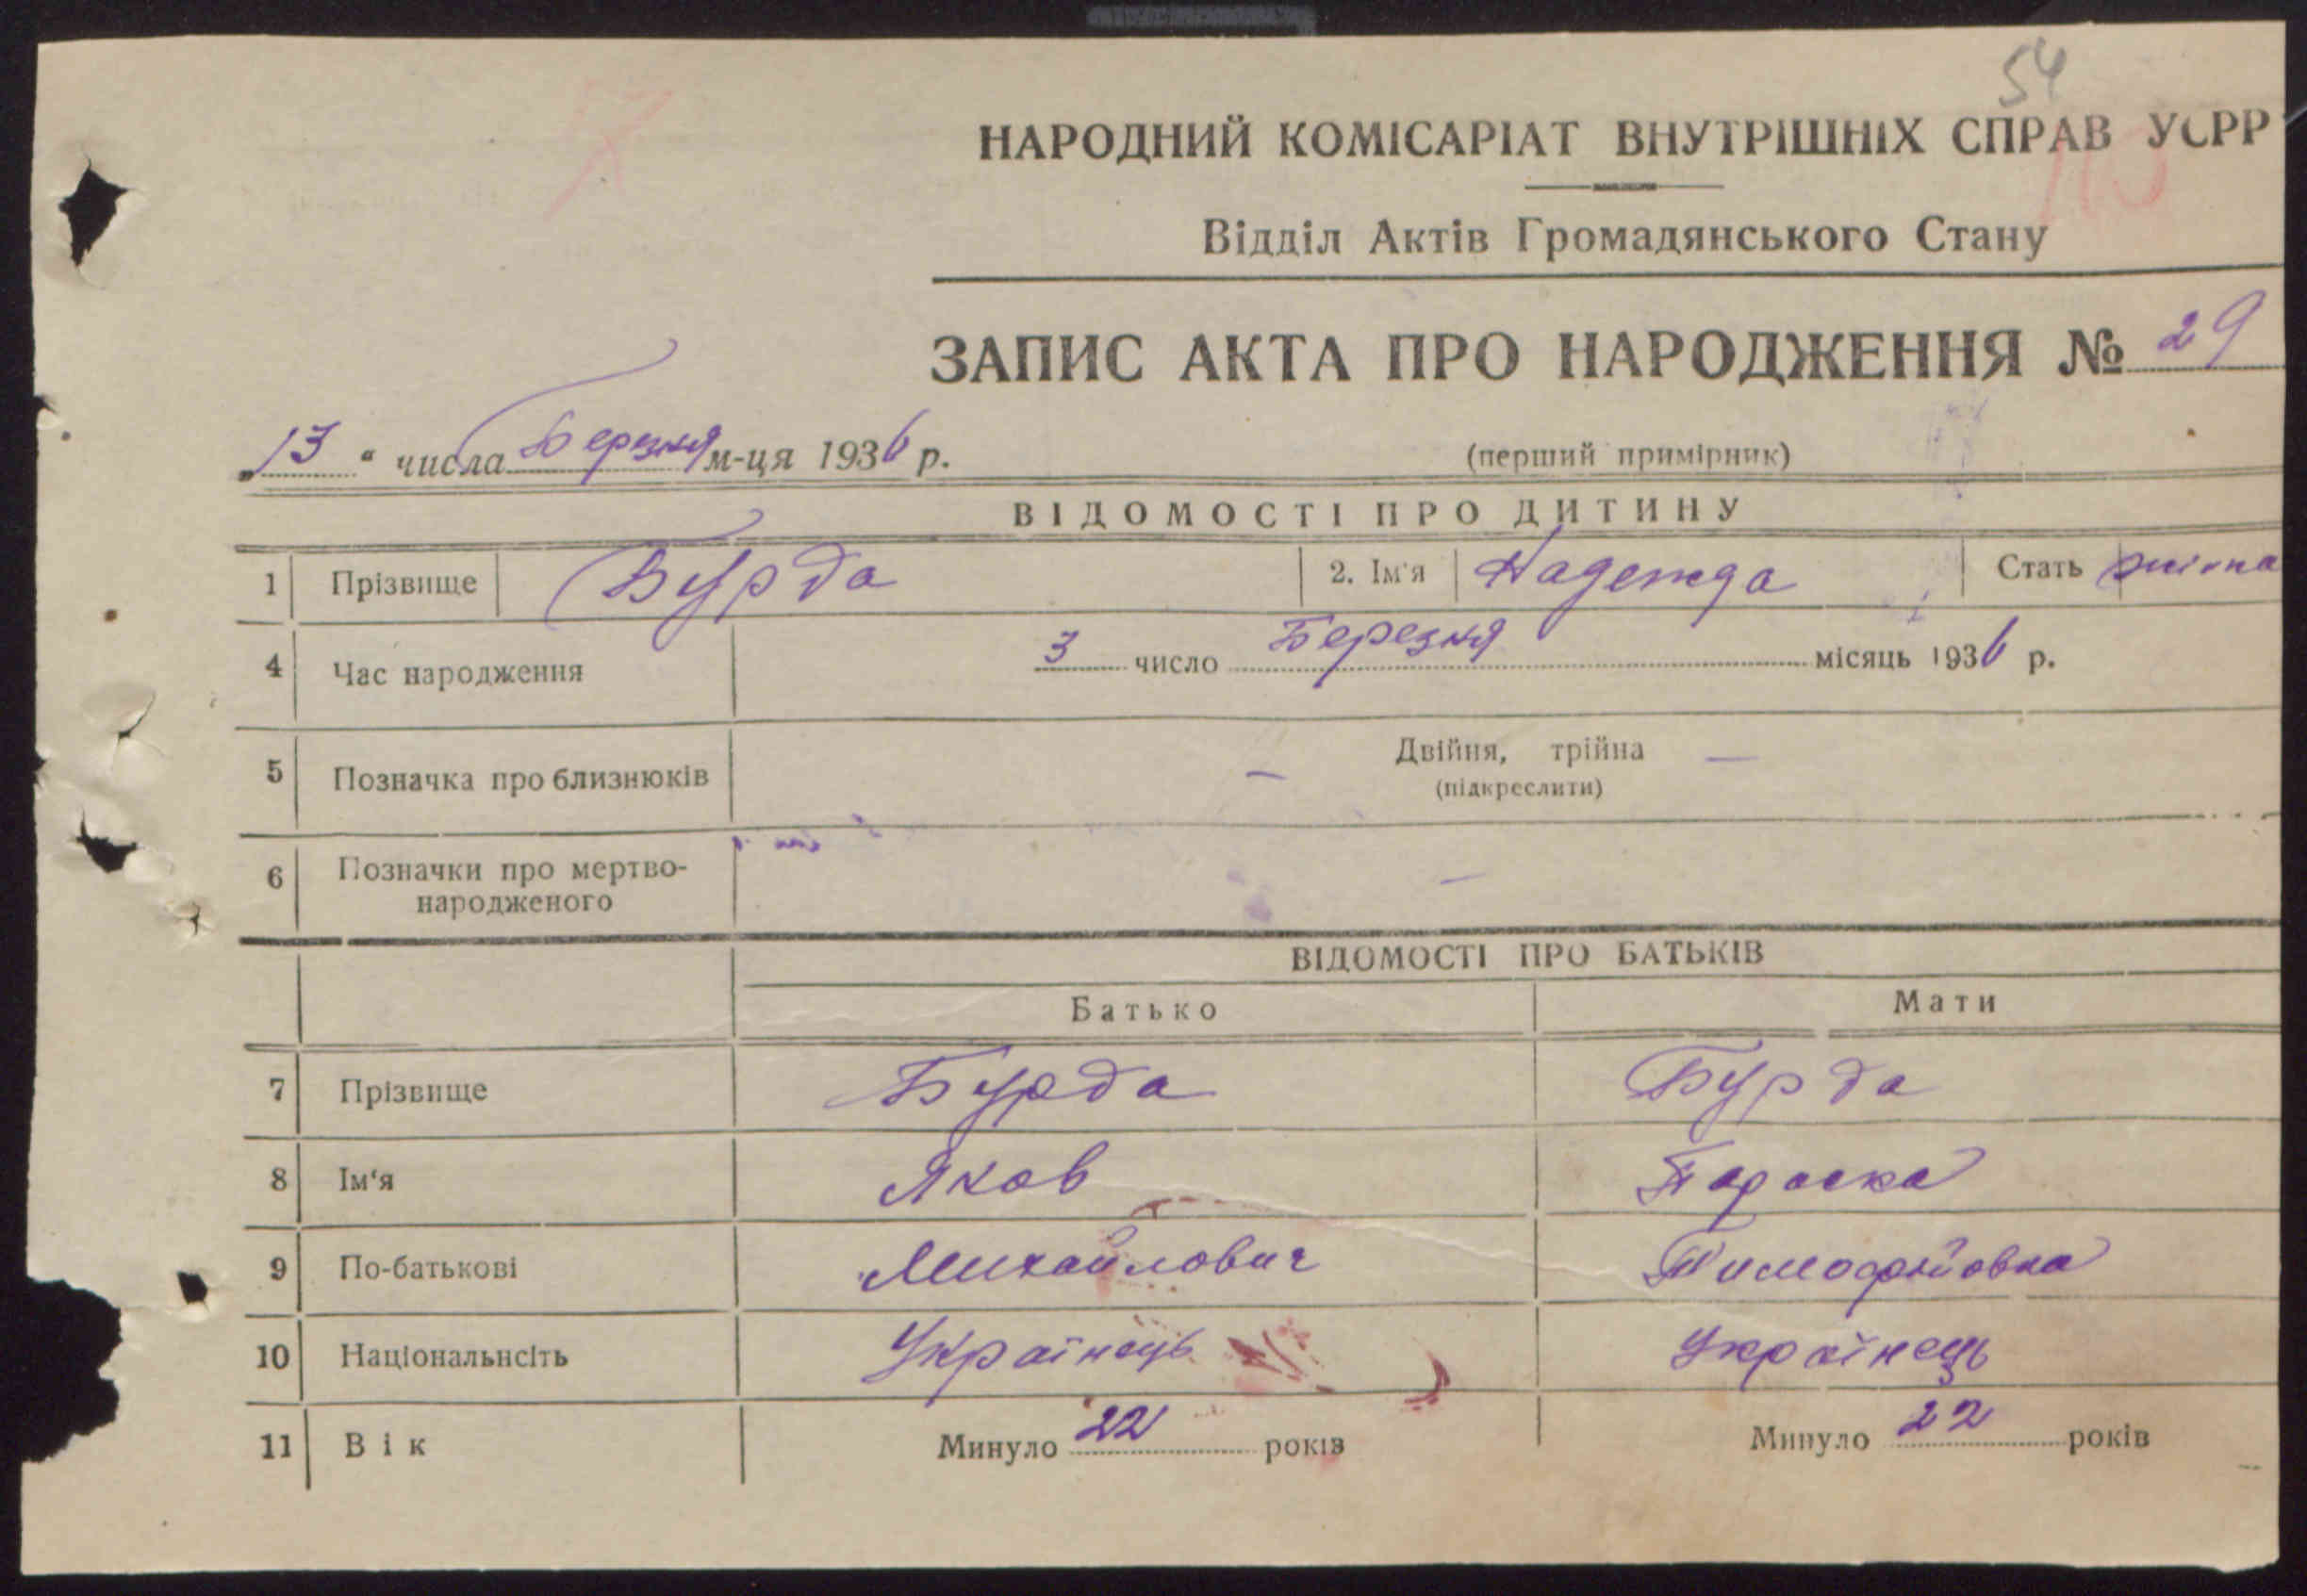 54
НАРОДНИЙ КОМІСАРІАТ ВНУТРІШНІХ СПРАВ УСРР
Відділ Актів Громадянського Стану
ЗАПИС АКТА ПРО НАРОДЖЕННЯ № 29
„13“ числа Березня м-ця 1936 р.
(перший примірник)
ВІДОМОСТІ ПРО ДИТИНУ
1 Прізвище Бурда 2. Ім'я Надежда Стать
4 Час народження 3 число Березня місяць 1936 р.
5 Позначка про близнюків — Двійня, трійна —
(підкреслити)
6 Позначки про мертво-
народженого —
ВІДОМОСТІ ПРО БАТЬКІВ
Батько Мати
7 Прізвище Бурда Бурда
8 Ім‘я Яков Параска
9 По-батькові Михайлович Тимофійовна
10 Національнсіть Українець Українець
11 Вік Минуло 22 років Минуло 22 років